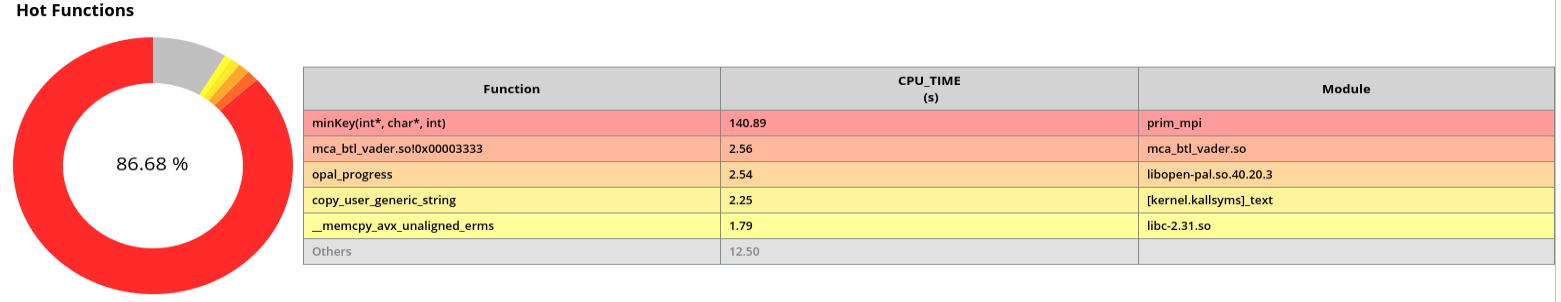 Hot Functions
86.68 %
Function CPU_TIME (s) Module
minKey(int*, char*, int) 140.89 prim_mpi
mca_btl_vader.so!0x00003333 2.56 mca_btl_vader.so
opal_progress 2.54 libopen-pal.so.40.20.3
copy_user_generic_string 2.25 [kernel.kallsyms]_text
__memcpy_avx_unaligned_erms 1.79 libc-2.31.so
Others 12.50